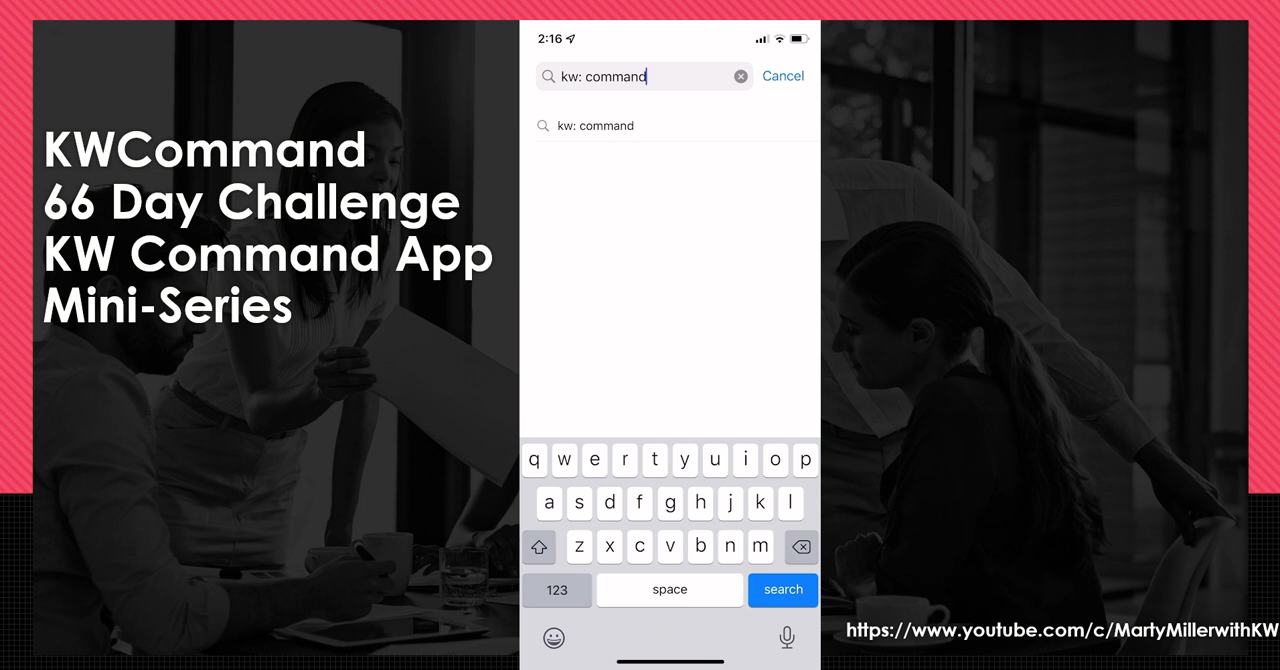 KWCommand
66 Day Challenge
KW Command App
Mini-Series
2:16
kw: command
Cancel
kw: command
q w e r t y u i o p
a s d f g h j k l
z x c v b n m
123 space search
https://www.youtube.com/c/MartyMillerwithKW